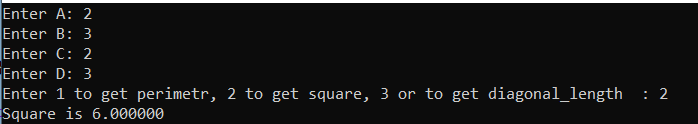 Enter A: 2
Enter B: 3
Enter C: 2
Enter D: 3
Enter 1 to get perimetr, 2 to get square, 3 or to get diagonal_length  : 2
Square is 6.000000